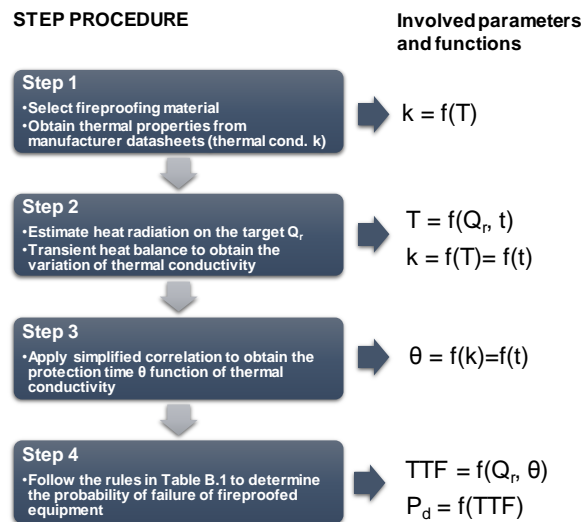 STEP PROCEDURE
Involved parameters
and functions
Step 1
•Select fireproofing material
•Obtain thermal properties from
manufacturer datasheets (thermal cond. k)
k = f(T)
Step 2
•Estimate heat radiation on the target Qr
•Transient heat balance to obtain the
variation of thermal conductivity
T = f(Qr, t)
k = f(T)= f(t)
Step 3
•Apply simplified correlation to obtain the
protection time θ function of thermal
conductivity
θ = f(k)=f(t)
Step 4
•Follow the rules in Table B.1 to determine
the probability of failure of fireproofed
equipment
TTF = f(Qr, θ)
Pd = f(TTF)